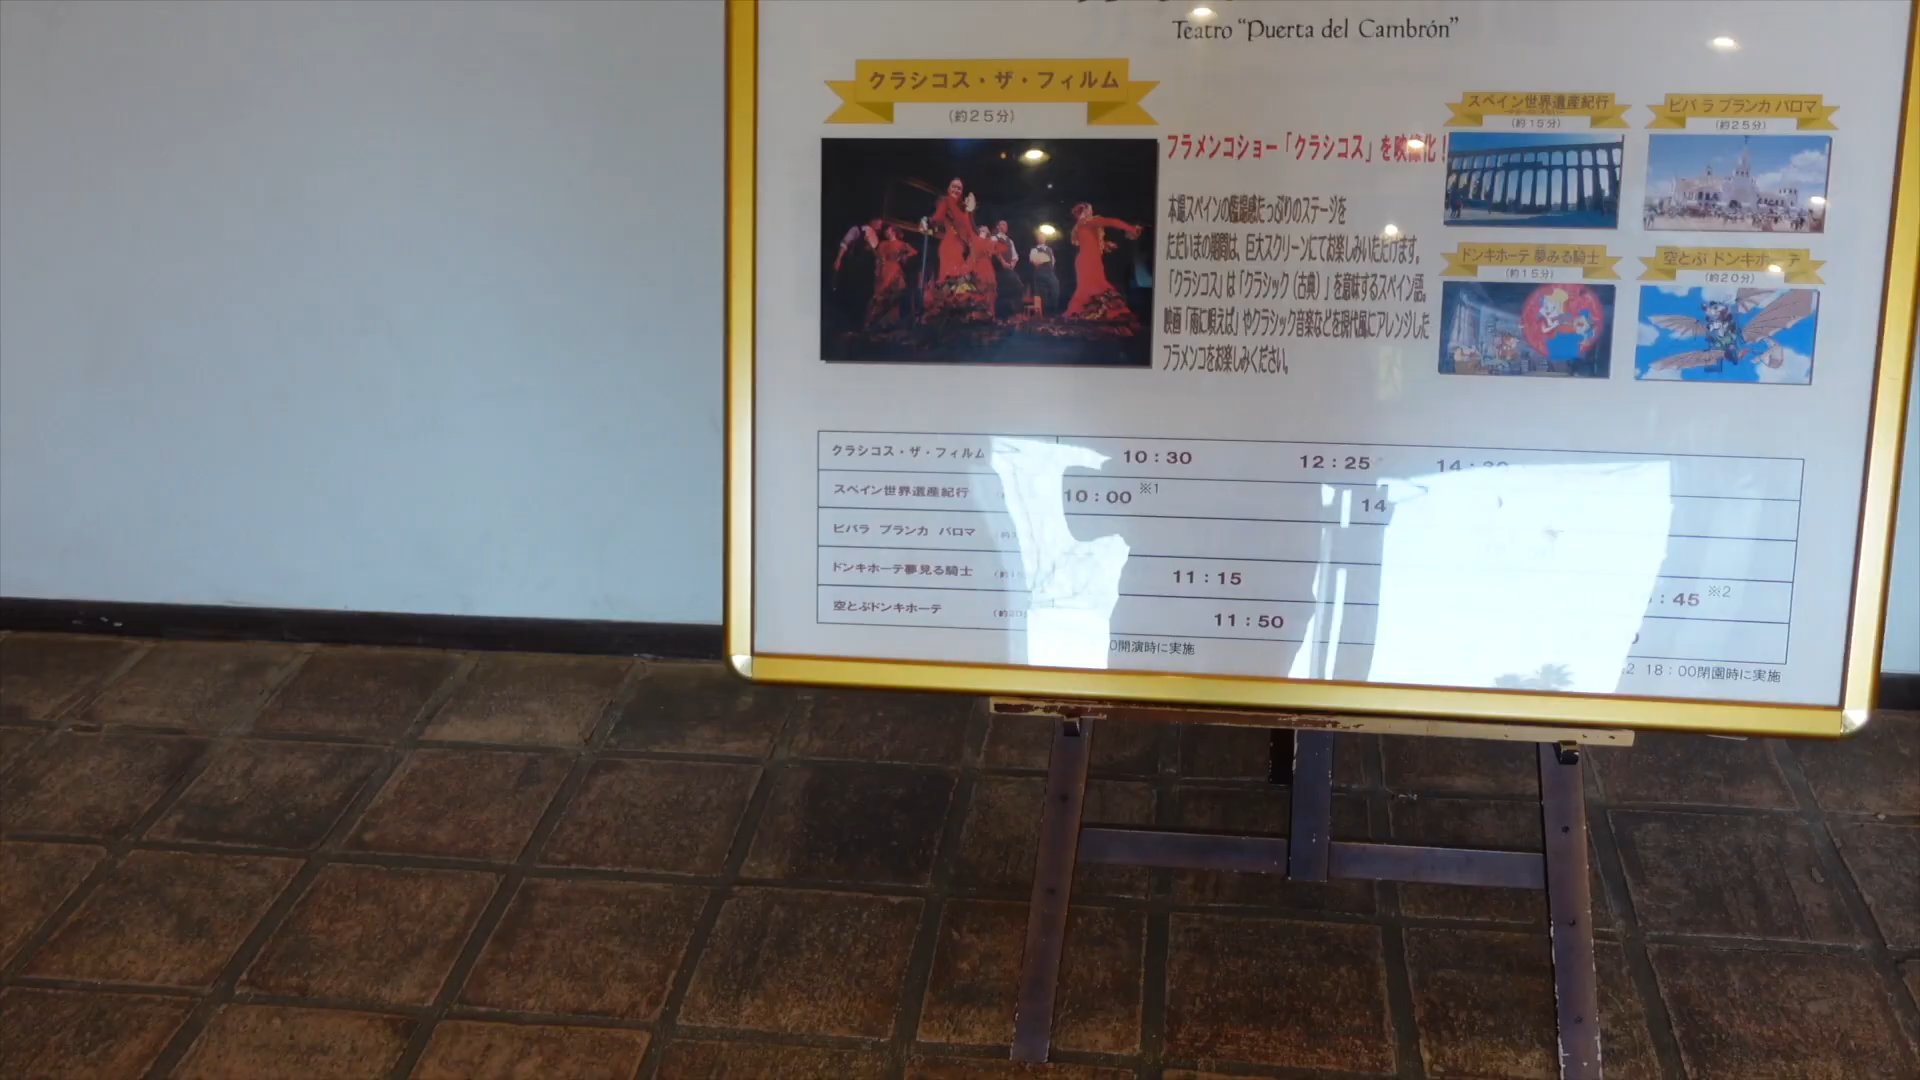 Teatro “Puerta del Cambrón”
クラシコス・ザ・フィルム
(約25分)
フラメンコショー「クラシコス」を映像化！
本場スペインの臨場感たっぷりのステージを
ただいまの期間は、巨大スクリーンにてお楽しみいただけます。
「クラシコス」は「クラシック（古典）」を意味するスペイン語。
映画「雨に唄えば」やクラシック音楽などを現代風にアレンジした
フラメンコをお楽しみください。
スペイン世界遺産紀行
(約15分)
ビバ ラ ブランカ パロマ
(約25分)
ドンキホーテ 夢みる騎士
(約15分)
空とぶ ドンキホーテ
(約20分)
クラシコス・ザ・フィルム 10：30 12：25
スペイン世界遺産紀行 10：00 ※1 14
ビバラ ブランカ パロマ
ドンキホーテ夢見る騎士 11：15 ：45 ※2
空とぶドンキホーテ (約20分) 11：50
開演時に実施
18：00閉園時に実施